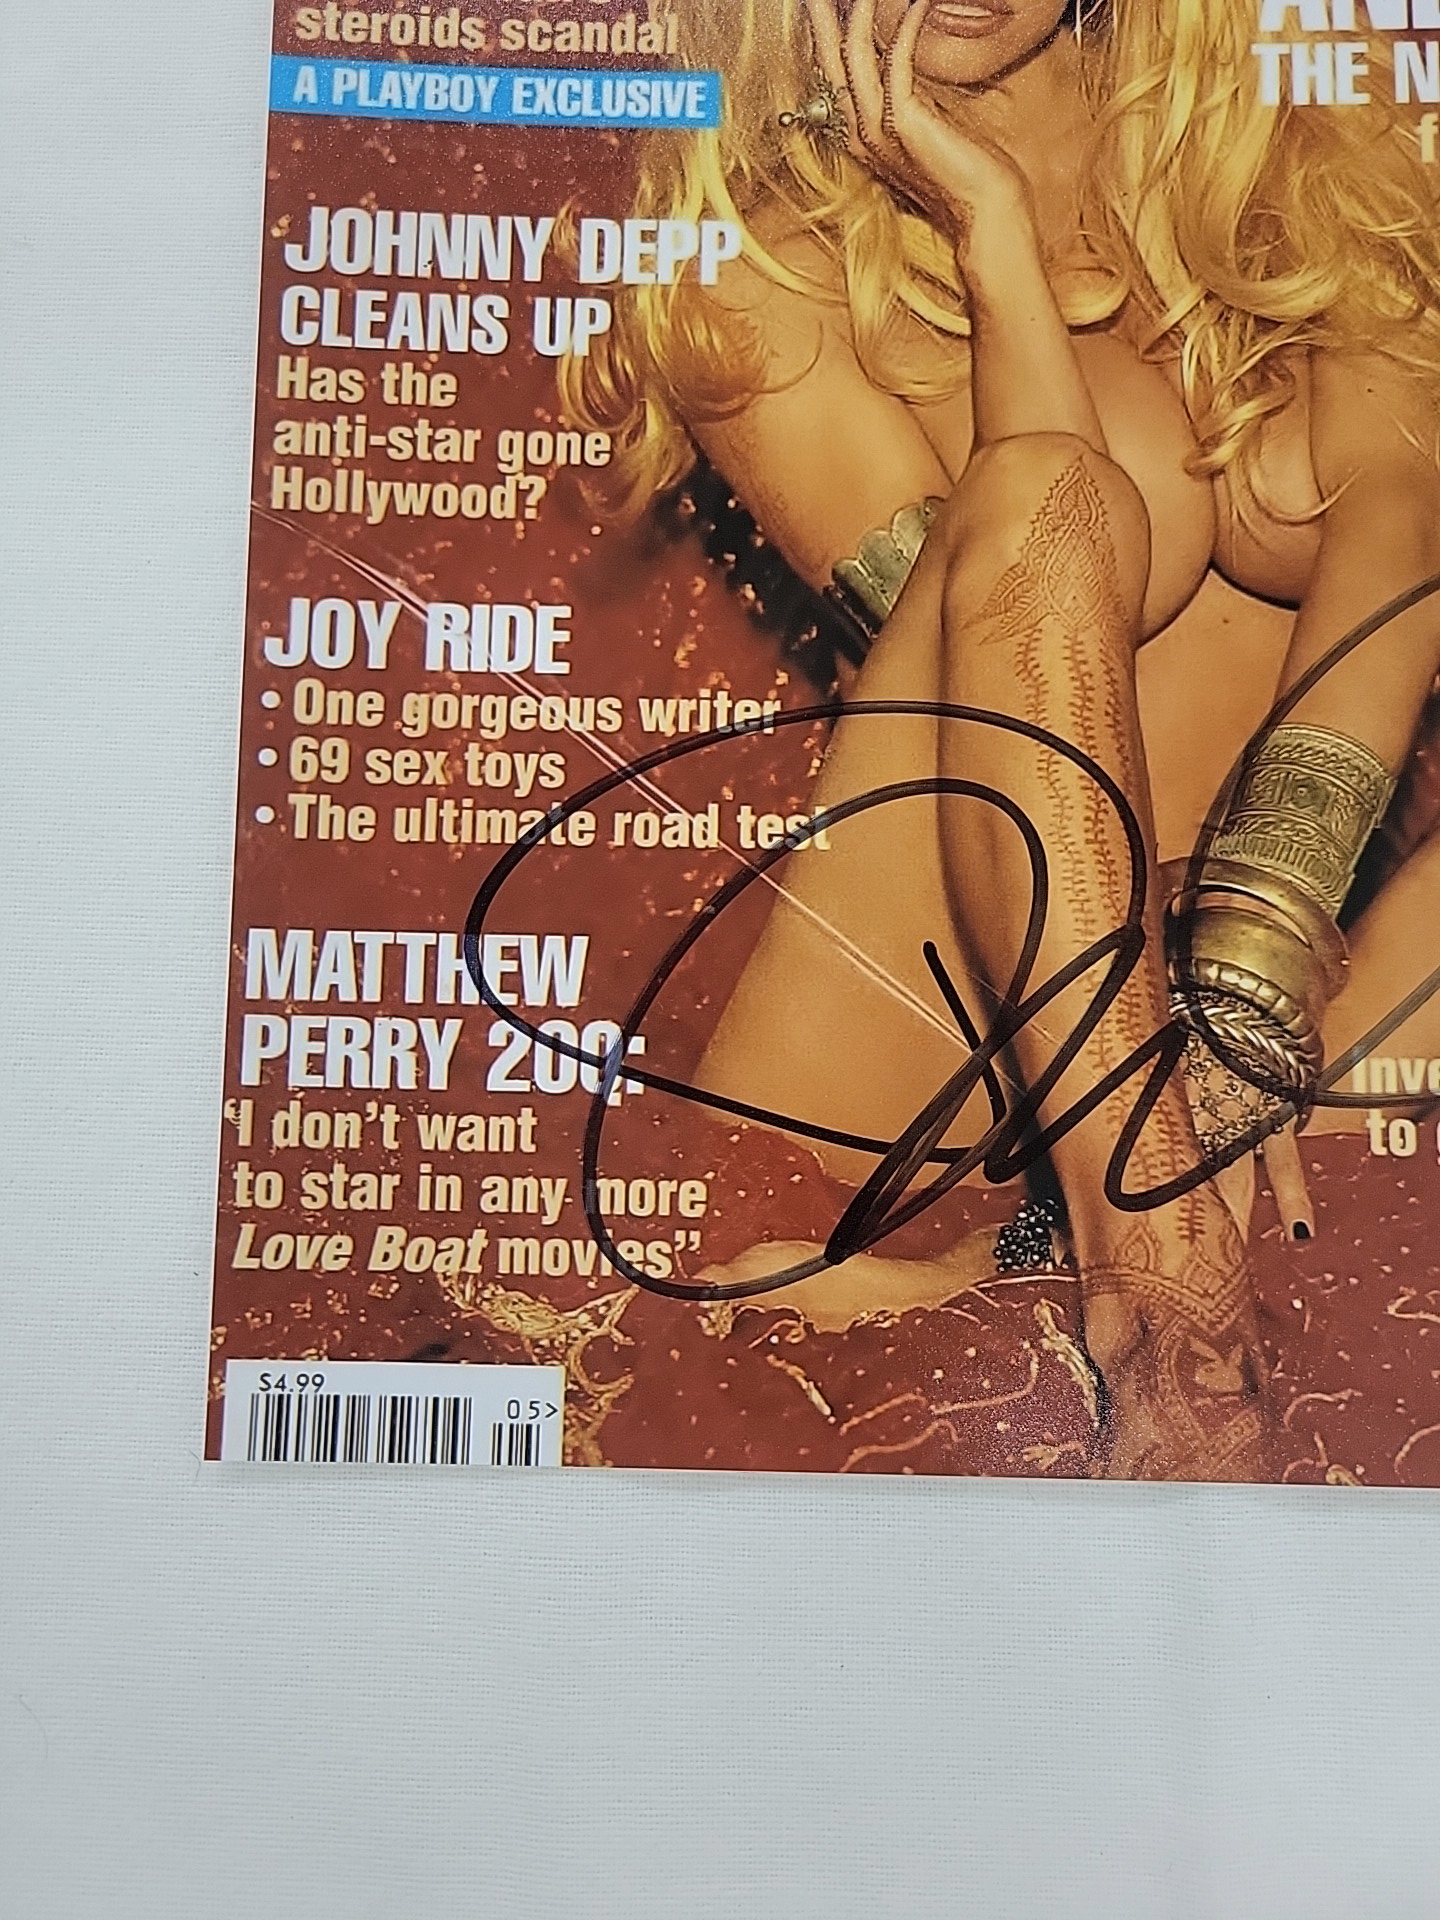 steroids scandal
A PLAYBOY EXCLUSIVE
JOHNNY DEPP
CLEANS UP
Has the
anti-star gone
Hollywood?
JOY RIDE
• One gorgeous writer
• 69 sex toys
• The ultimate road test
MATTHEW
PERRY 200:
"I don't want
to star in any more
Love Boat movies"
$4.99
05>
THE N
f
inve
to